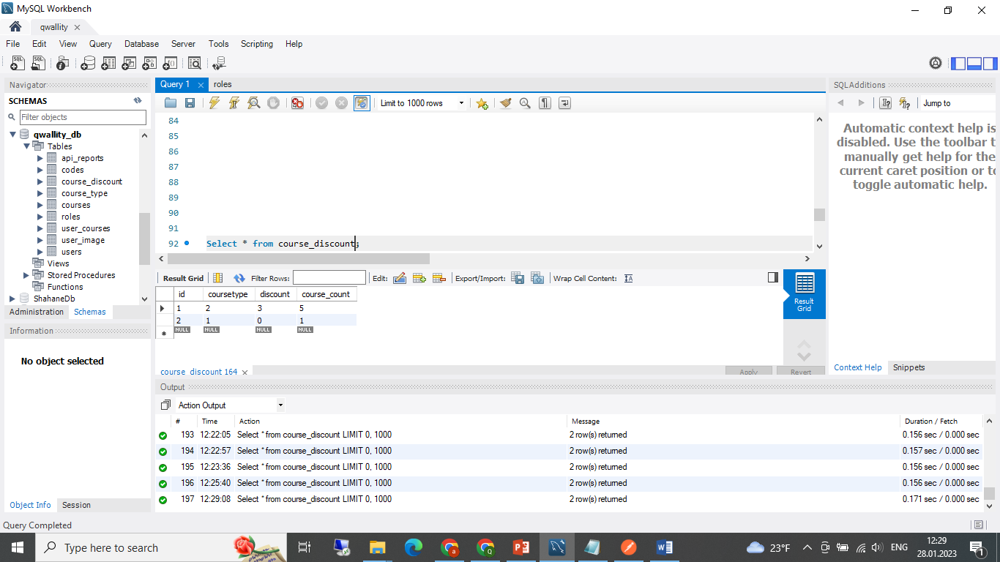 MySQL Workbench
qwallity
File Edit View Query Database Server Tools Scripting Help
Navigator
SCHEMAS
Filter objects
qwallity_db
Tables
api_reports
codes
course_discount
course_type
courses
roles
user_courses
user_image
users
Views
Stored Procedures
Functions
ShahaneDb
Administration Schemas
Information
No object selected
Object Info Session
Query 1 roles
Limit to 1000 rows
84
85
86
87
88
89
90
91
92 Select * from course_discount;
Result Grid Filter Rows: Edit: Export/Import: Wrap Cell Content:
id coursetype discount course_count
1 2 3 5
2 1 0 1
NULL NULL NULL NULL
Result
Grid
course_discount 164 Apply Revert
SQLAdditions
Jump to
Automatic context help is
disabled. Use the toolbar t
manually get help for the
current caret position or to
toggle automatic help.
Context Help Snippets
Output
Action Output
# Time Action Message Duration / Fetch
193 12:22:05 Select * from course_discount LIMIT 0, 1000 2 row(s) returned 0.156 sec / 0.000 sec
194 12:22:57 Select * from course_discount LIMIT 0, 1000 2 row(s) returned 0.157 sec / 0.000 sec
195 12:23:36 Select * from course_discount LIMIT 0, 1000 2 row(s) returned 0.156 sec / 0.000 sec
196 12:25:40 Select * from course_discount LIMIT 0, 1000 2 row(s) returned 0.156 sec / 0.000 sec
197 12:29:08 Select * from course_discount LIMIT 0, 1000 2 row(s) returned 0.171 sec / 0.000 sec
Query Completed
Type here to search
23°F
ENG
12:29
28.01.2023
1